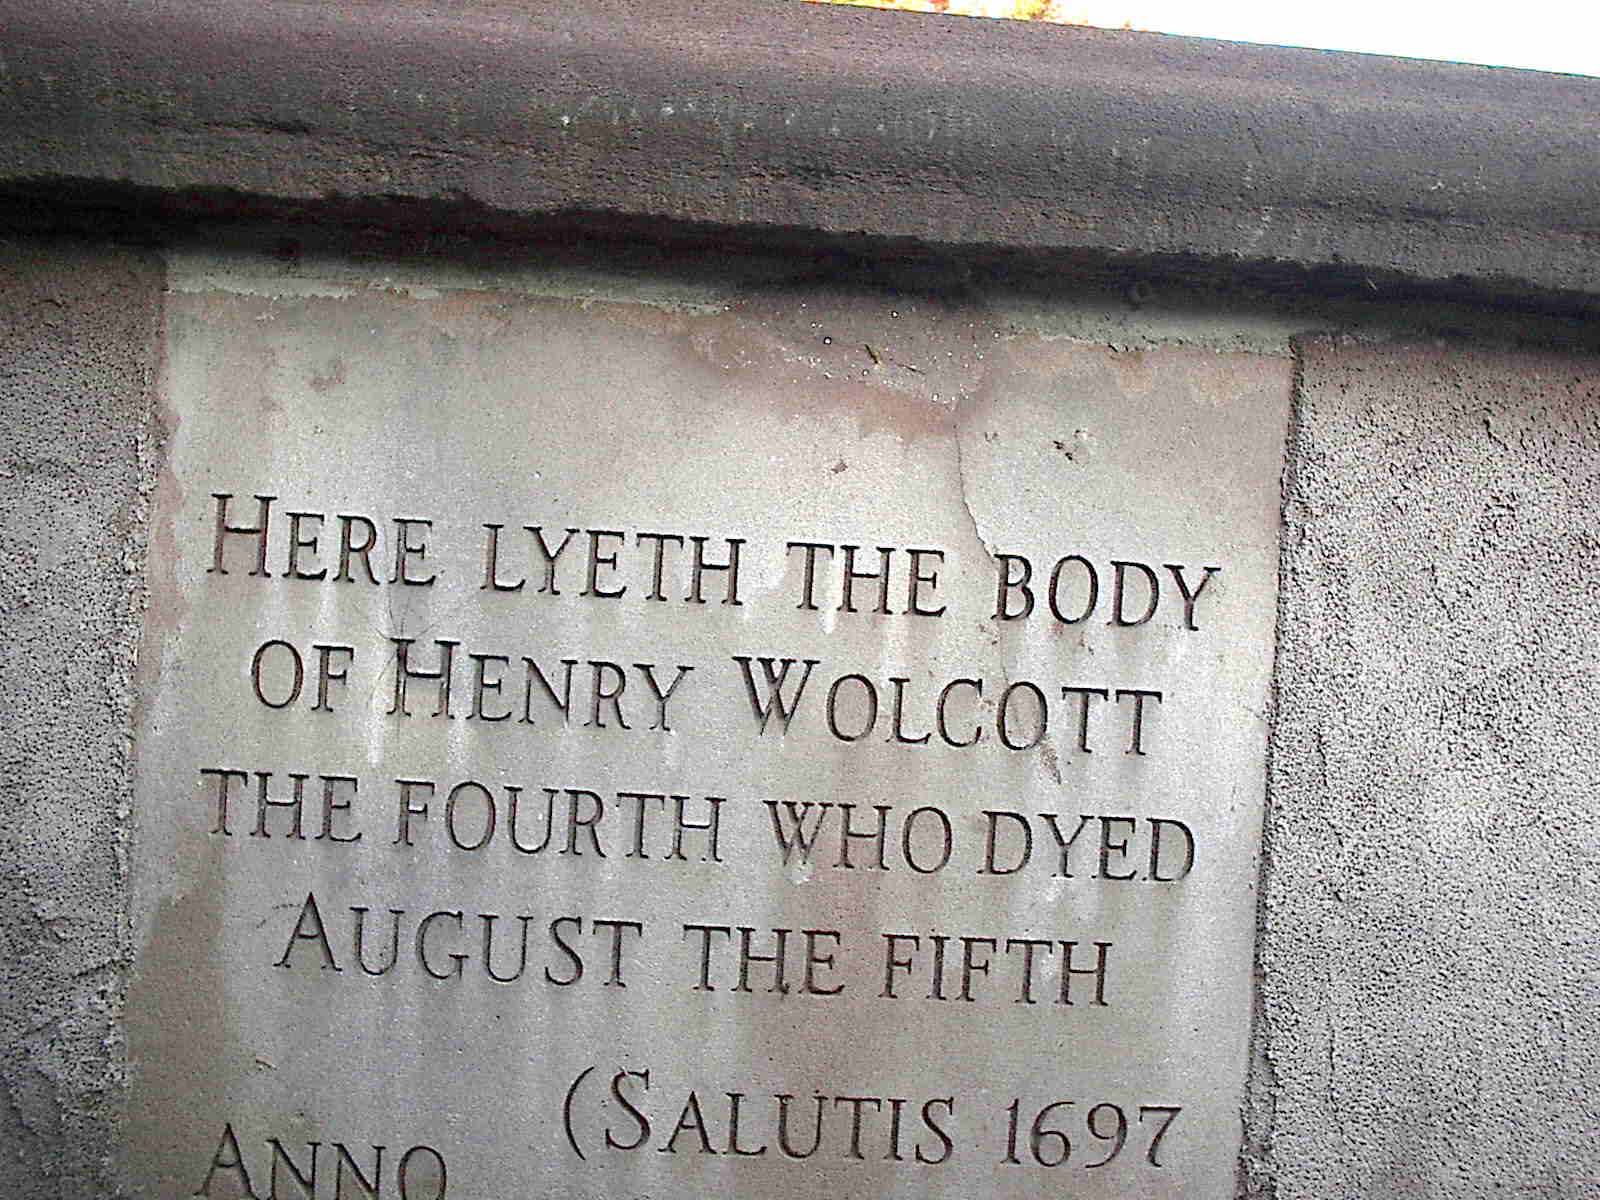 HERE LYETH THE BODY
OF HENRY WOLCOTT
THE FOURTH WHO DYED
AUGUST THE FIFTH
(SALUTIS 1697
ANNO